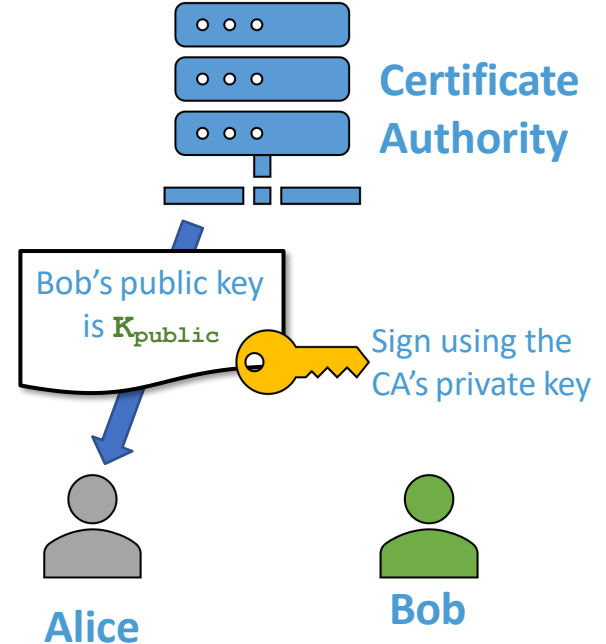 Certificate
Authority
Bob’s public key
is Kpublic
Sign using the
CA’s private key
Alice
Bob